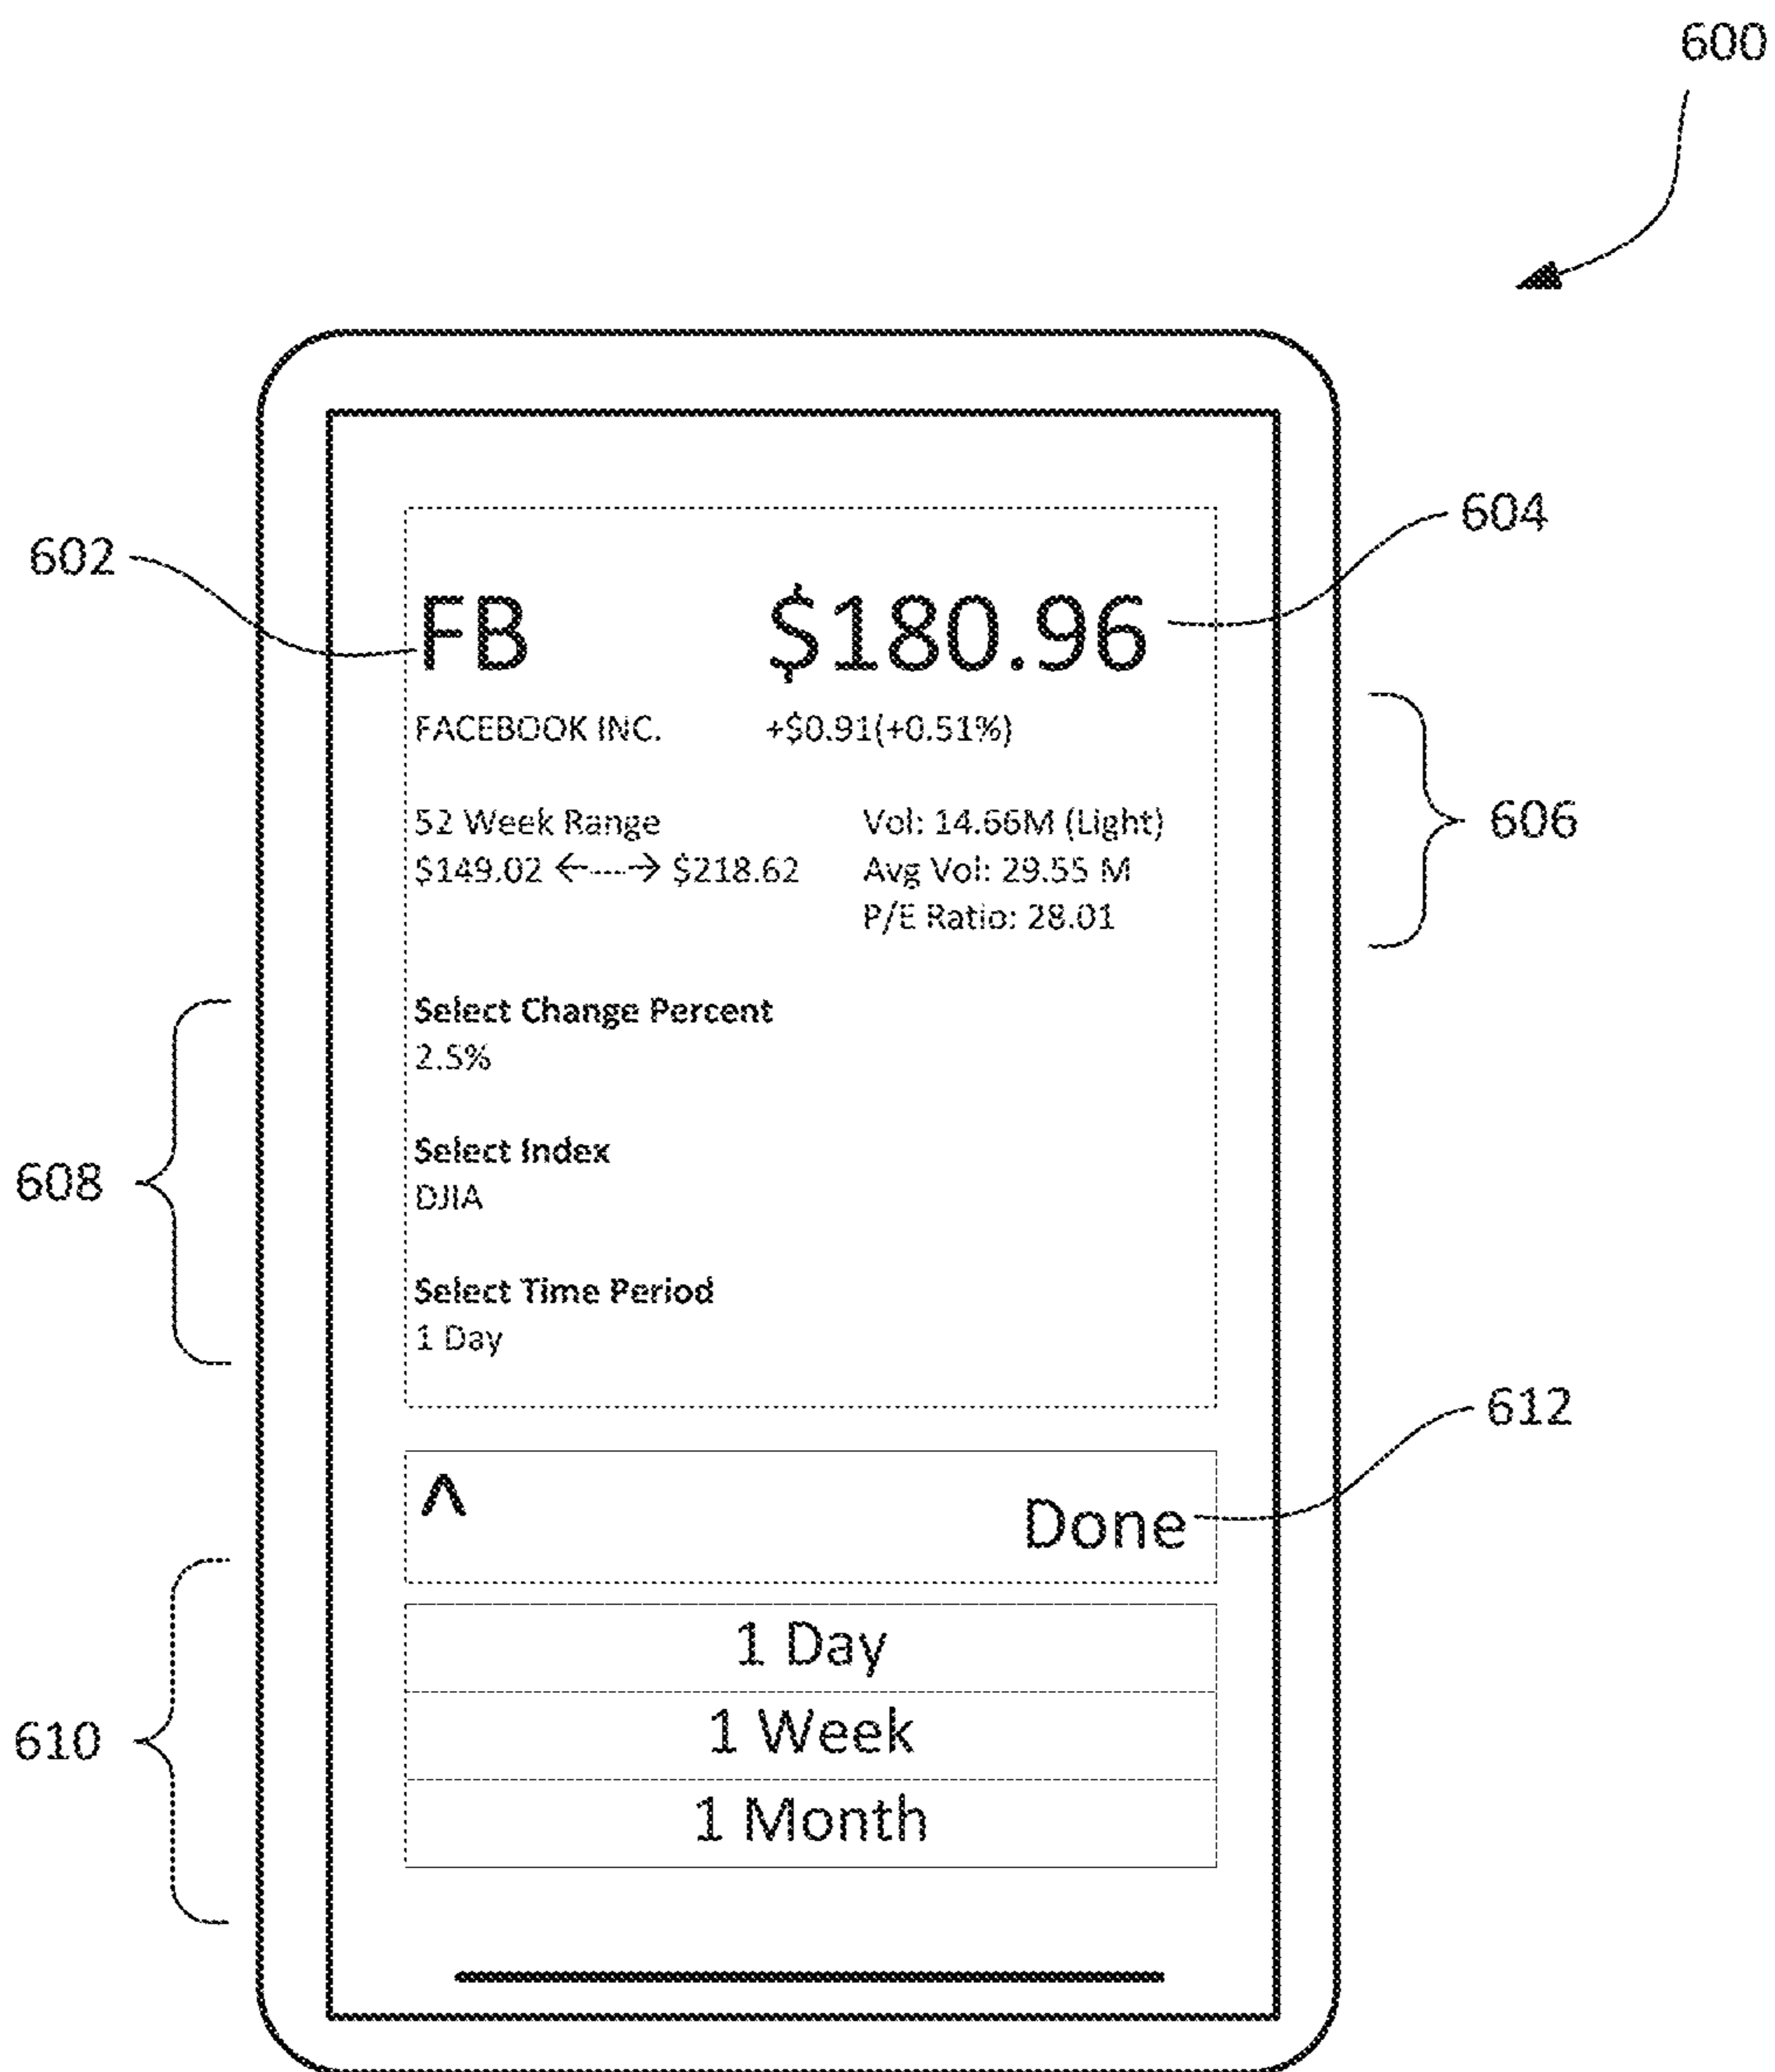 600
604
602
FB $180.96
FACEBOOK INC. +$0.91(+0.51%)
606
52 Week Range Vol: 14.66M (Light)
$149.02 <----> $218.62 Avg Vol: 29.55 M
P/E Ratio: 28.01
Select Change Percent
2.5%
608
Select Index
DJIA
Select Time Period
1 Day
612
^ Done
610
1 Day
1 Week
1 Month